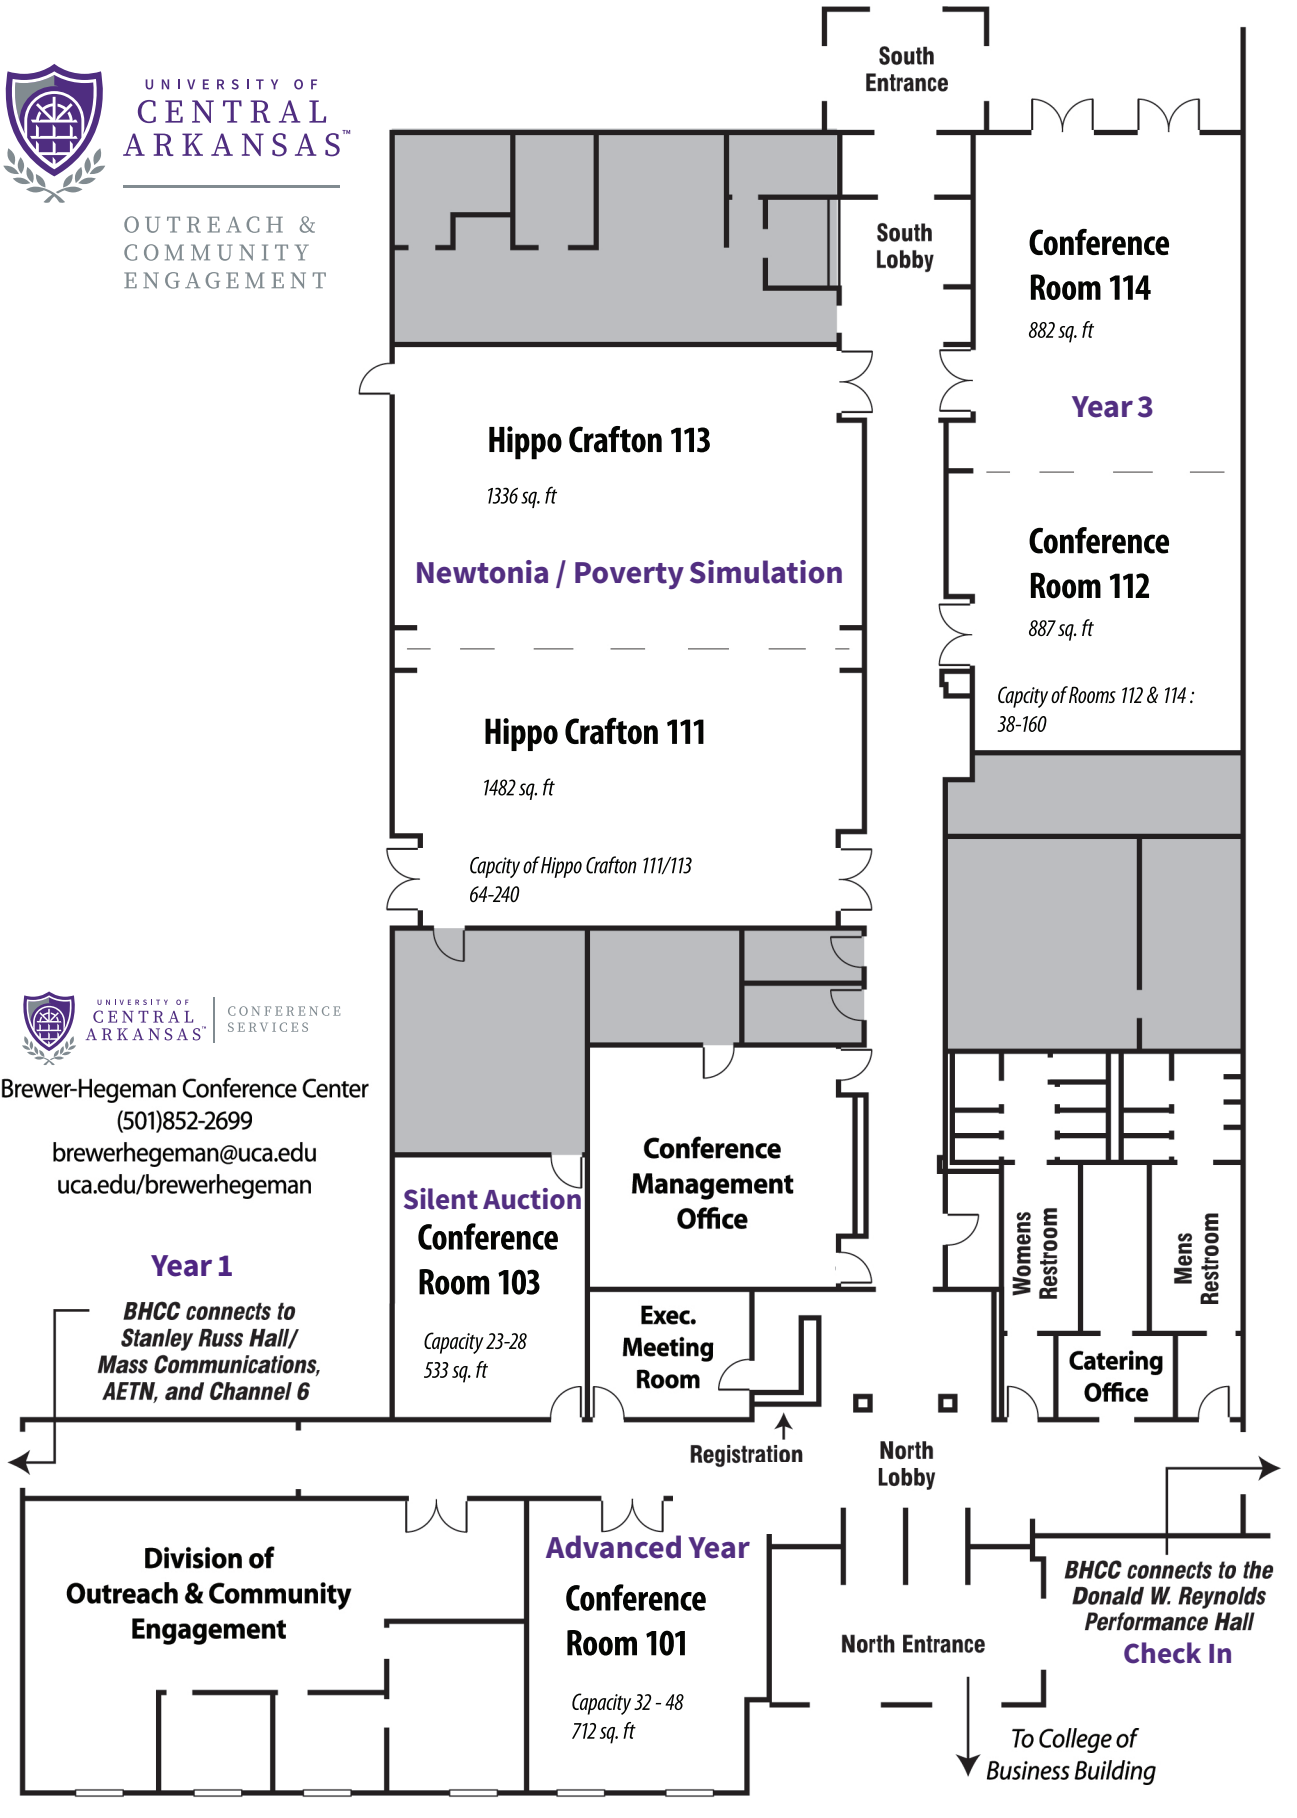 South
Entrance
UNIVERSITY OF
CENTRAL
ARKANSAS™
OUTREACH &
COMMUNITY
ENGAGEMENT
South
Lobby
Conference
Room 114
882 sq. ft
Year 3
Hippo Crafton 113
1336 sq. ft
Newtonia / Poverty Simulation
Conference
Room 112
887 sq. ft
Capcity of Rooms 112 & 114 :
38-160
Hippo Crafton 111
1482 sq. ft
Capcity of Hippo Crafton 111/113
64-240
UNIVERSITY OF
CENTRAL
ARKANSAS™
CONFERENCE
SERVICES
Brewer-Hegeman Conference Center
(501)852-2699
brewerhegeman@uca.edu
uca.edu/brewerhegeman
Conference
Management
Office
Silent Auction
Conference
Room 103
Capacity 23-28
533 sq. ft
Womens
Restroom
Mens
Restroom
Year 1
BHCC connects to
Stanley Russ Hall/
Mass Communications,
AETN, and Channel 6
Exec.
Meeting
Room
Catering
Office
Registration
North
Lobby
Division of
Outreach & Community
Engagement
Advanced Year
Conference
Room 101
Capacity 32 - 48
712 sq. ft
North Entrance
BHCC connects to the
Donald W. Reynolds
Performance Hall
Check In
To College of
Business Building